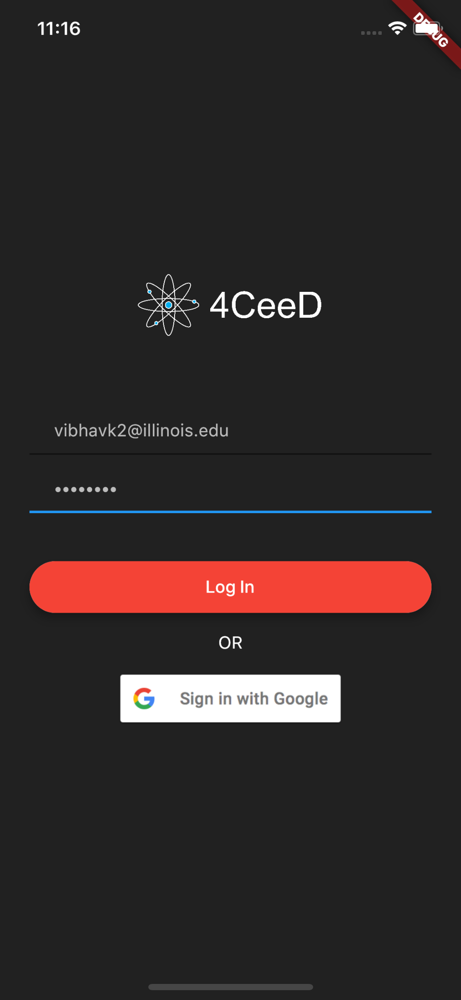 11:16
DEBUG
4CeeD
vibhavk2@illinois.edu
••••••••
Log In
OR
Sign in with Google